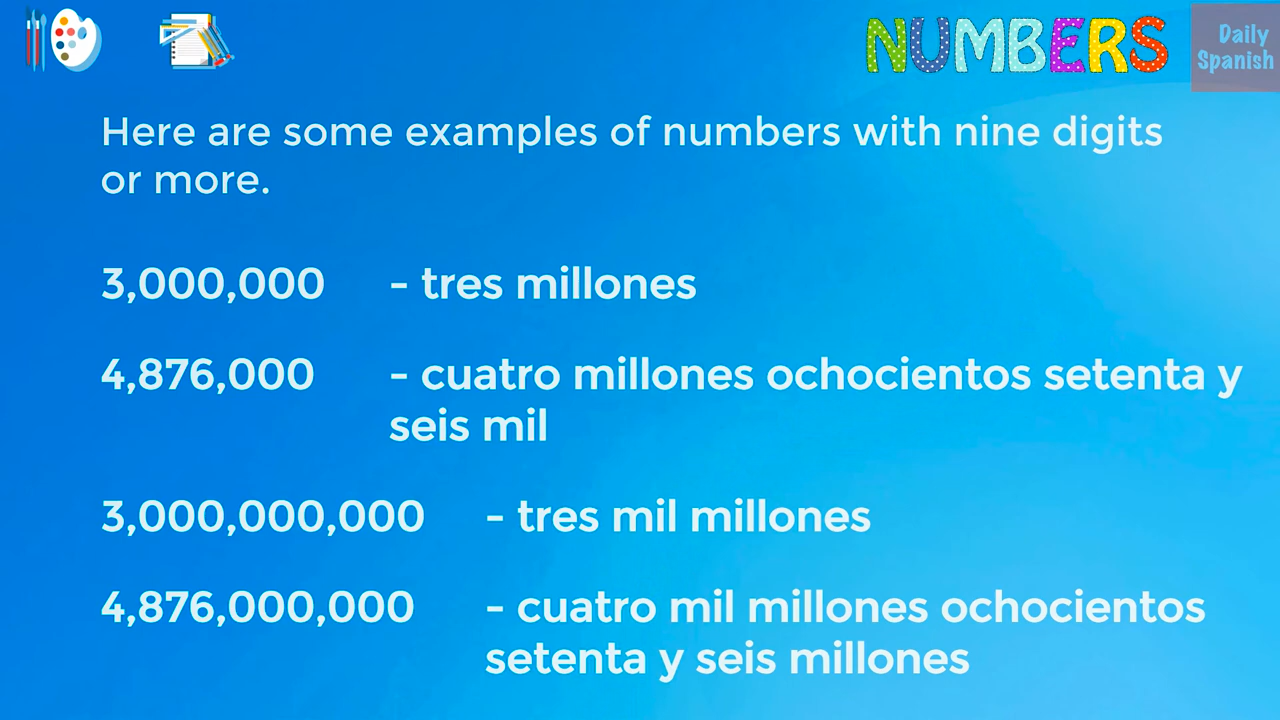 NUMBERS
Daily
Spanish
Here are some examples of numbers with nine digits
or more.
3,000,000 - tres millones
4,876,000 - cuatro millones ochocientos setenta y
seis mil
3,000,000,000 - tres mil millones
4,876,000,000 - cuatro mil millones ochocientos
setenta y seis millones